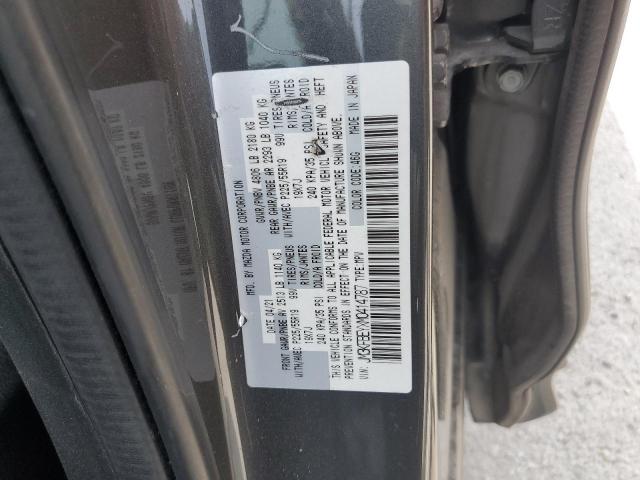 MFD. BY MAZDA MOTOR CORPORATION
DATE 04/21 GVWR/PNBV 4806 LB 2180 KG
FRONT GAWR/PNBE AV 2513 LB 1140 KG REAR GAWR/PNBE AR 2293 LB 1040 KG
WITH/AVEC P225/55R19 99V TIRES/PNEUS WITH/AVEC P225/55R19 99V TIRES/PNEUS
19X7J RIMS/JANTES 19X7J RIMS/JANTES
240 KPA/35 PSI COLD/A FROID 240 KPA/35 PSI COLD/A FROID
THIS VEHICLE CONFORMS TO ALL APPLICABLE FEDERAL MOTOR VEHICLE SAFETY AND THEFT
PREVENTION STANDARDS IN EFFECT ON THE DATE OF MANUFACTURE SHOWN ABOVE.
COLOR CODE:46G MADE IN JAPAN
VIN: TYPE:MPV